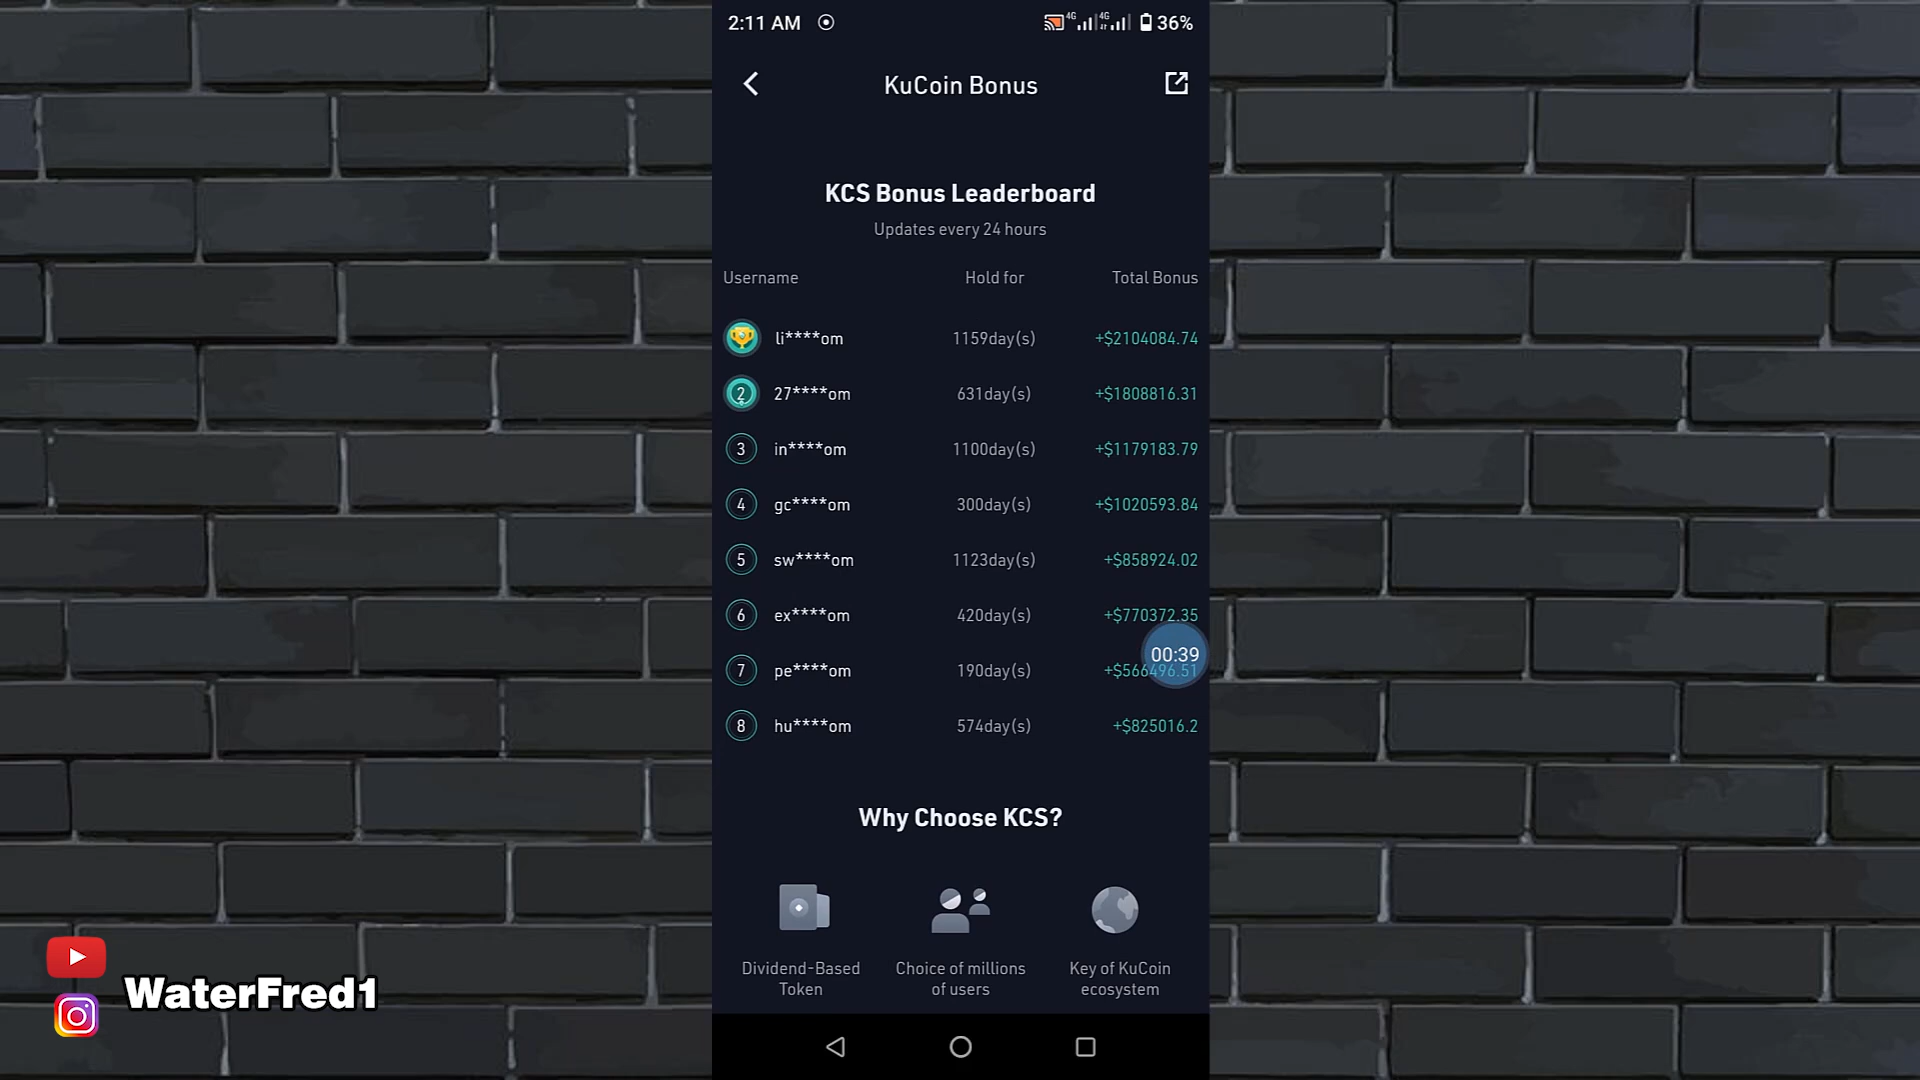 2:11 AM
4G 4G 36%
KuCoin Bonus
KCS Bonus Leaderboard
Updates every 24 hours
Username Hold for Total Bonus
li****om 1159day(s) +$2104084.74
2 27****om 631day(s) +$1808816.31
3 in****om 1100day(s) +$1179183.79
4 gc****om 300day(s) +$1020593.84
5 sw****om 1123day(s) +$858924.02
6 ex****om 420day(s) +$770372.35
00:39
7 pe****om 190day(s) +$566496.51
8 hu****om 574day(s) +$825016.2
Why Choose KCS?
Dividend-Based
Token
Choice of millions
of users
Key of KuCoin
ecosystem
WaterFred1